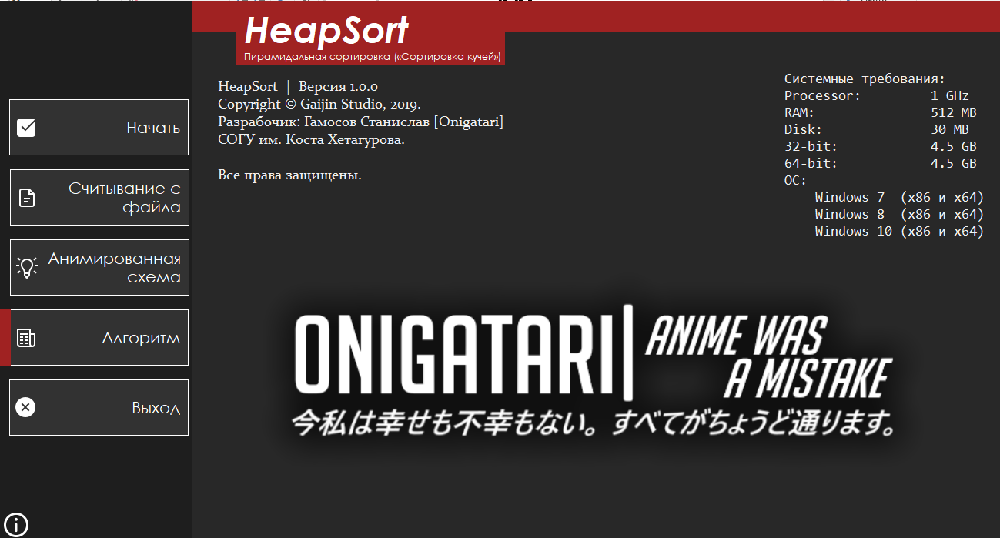 HeapSort
Пирамидальная сортировка («Сортировка кучей»)
Начать
Считывание с
файла
Анимированная
схема
Алгоритм
Выход
HeapSort | Версия 1.0.0
Copyright © Gaijin Studio, 2019.
Разрабочик: Гамосов Станислав [Onigatari]
СОГУ им. Коста Хетагурова.
Все права защищены.
Системные требования:
Processor: 1 GHz
RAM: 512 MB
Disk: 30 MB
32-bit: 4.5 GB
64-bit: 4.5 GB
ОС:
Windows 7 (x86 и x64)
Windows 8 (x86 и x64)
Windows 10 (x86 и x64)
ONIGATARI| ANIME WAS
A MISTAKE
今私は幸せも不幸もない。すべてがちょうど通ります。